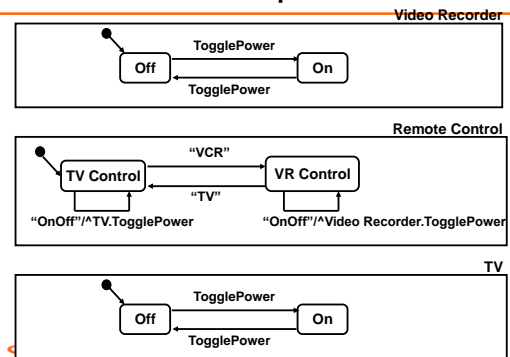 Video Recorder
TogglePower
Off
On
TogglePower
Remote Control
“VCR”
TV Control
VR Control
“TV”
“OnOff”/^TV.TogglePower
“OnOff”/^Video Recorder.TogglePower
TV
TogglePower
Off
On
TogglePower